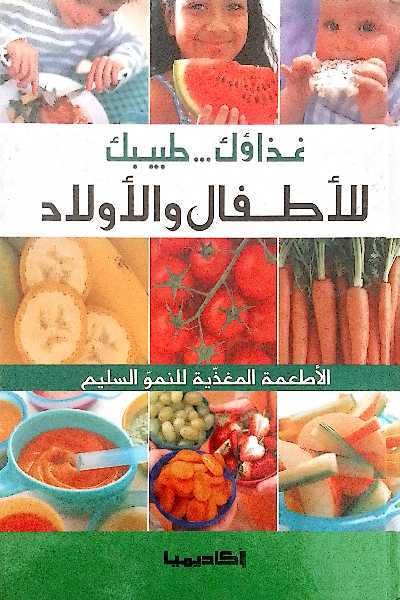 غذاؤك... طبيبك
للأطفال والأولاد
الأطعمة المغذّية للنموّ السليم
أكاديميا